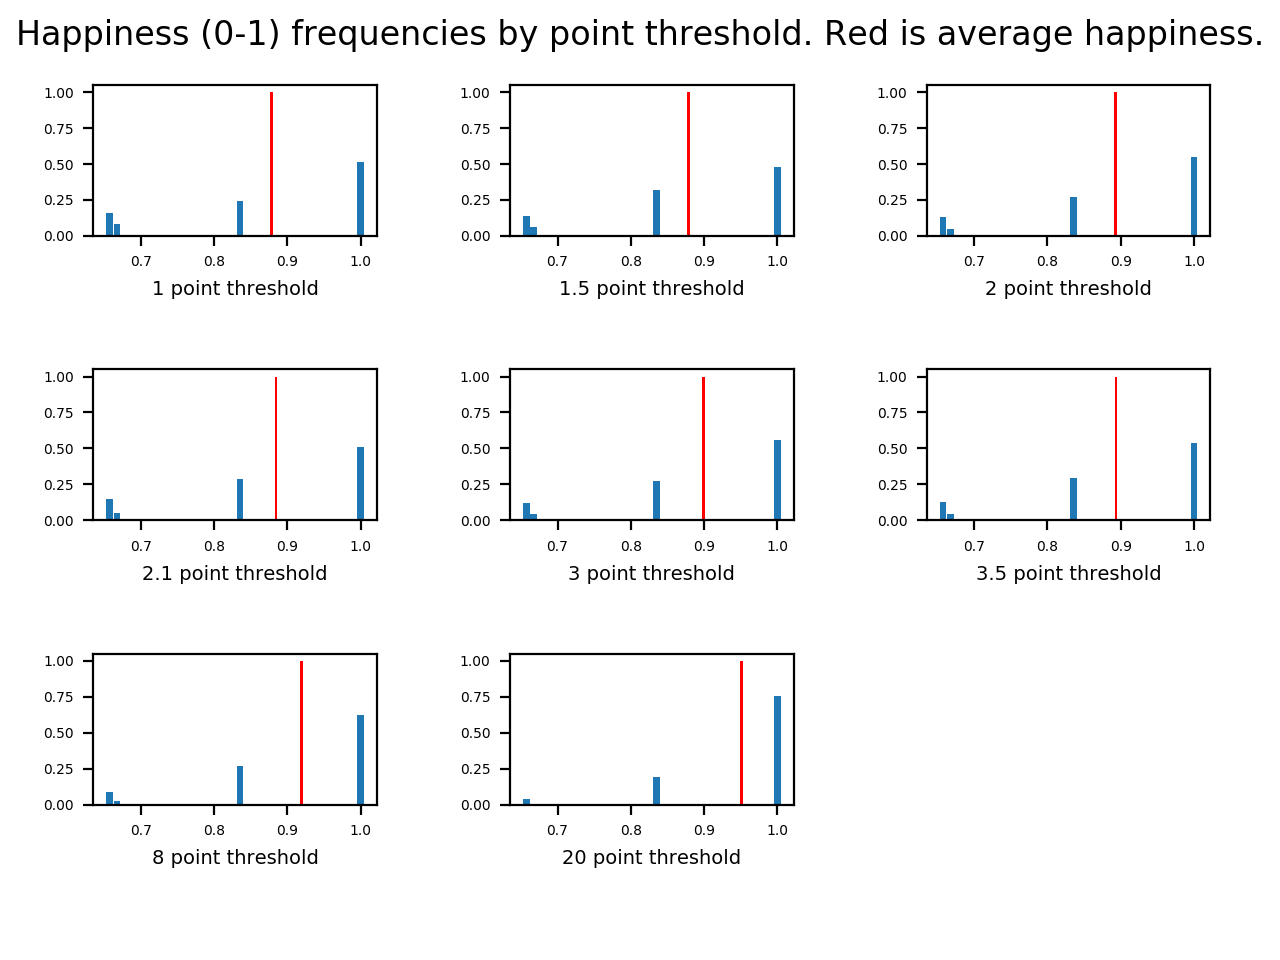 Happiness (0-1) frequencies by point threshold. Red is average happiness.
1.00 1.00 1.00
0.75 0.75 0.75
0.50 0.50 0.50
0.25 0.25 0.25
0.00 0.00 0.00
0.7 0.8 0.9 1.0 0.7 0.8 0.9 1.0 0.7 0.8 0.9 1.0
1 point threshold 1.5 point threshold 2 point threshold
1.00 1.00 1.00
0.75 0.75 0.75
0.50 0.50 0.50
0.25 0.25 0.25
0.00 0.00 0.00
0.7 0.8 0.9 1.0 0.7 0.8 0.9 1.0 0.7 0.8 0.9 1.0
2.1 point threshold 3 point threshold 3.5 point threshold
1.00 1.00
0.75 0.75
0.50 0.50
0.25 0.25
0.00 0.00
0.7 0.8 0.9 1.0 0.7 0.8 0.9 1.0
8 point threshold 20 point threshold